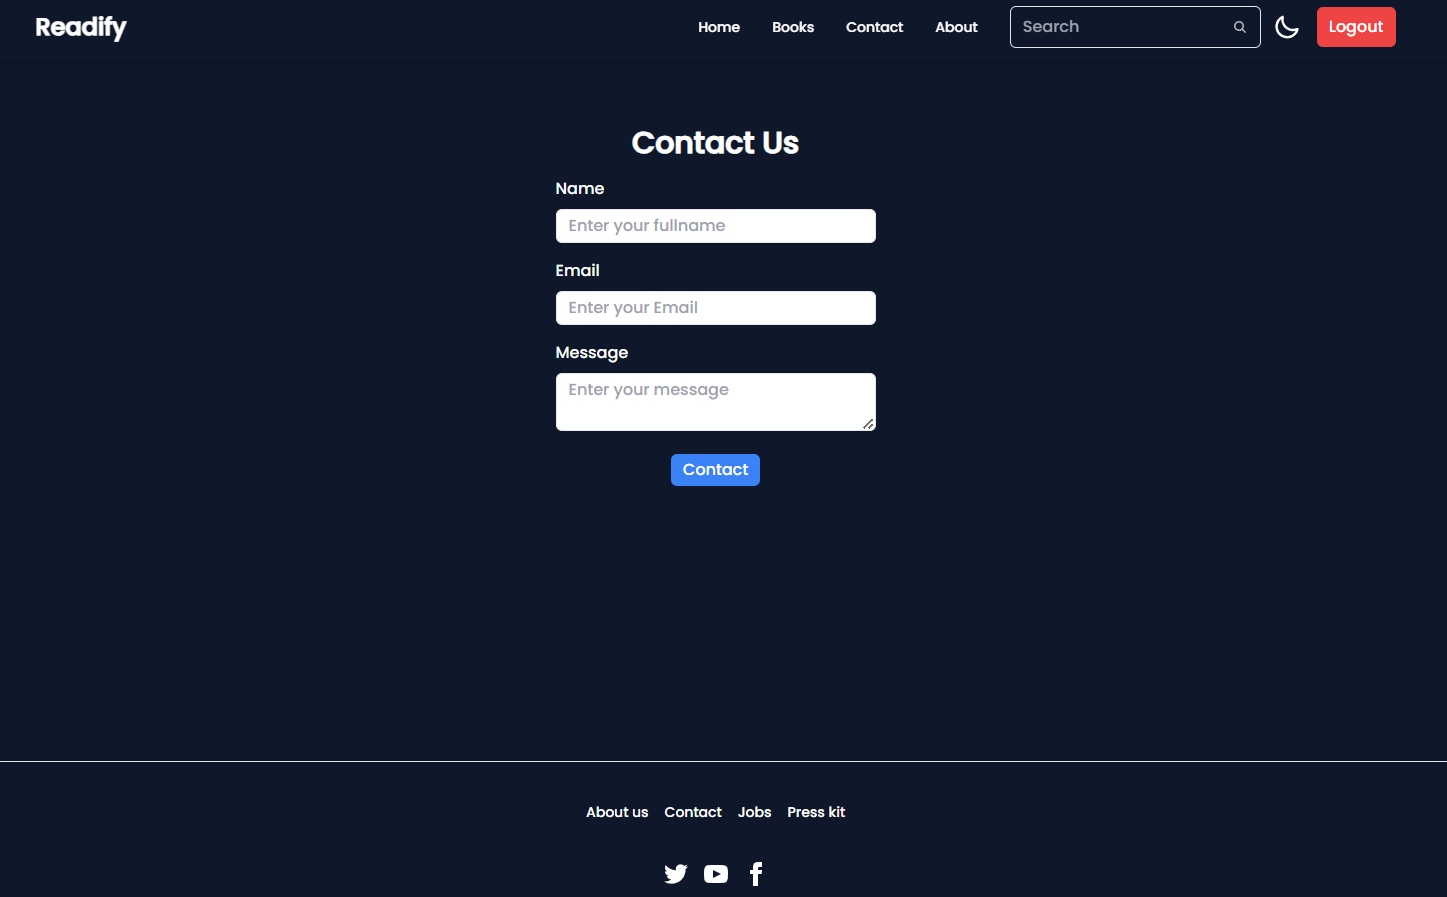 Readify Home Books Contact About Search Logout
Contact Us
Name
Enter your fullname
Email
Enter your Email
Message
Enter your message
Contact
About us Contact Jobs Press kit